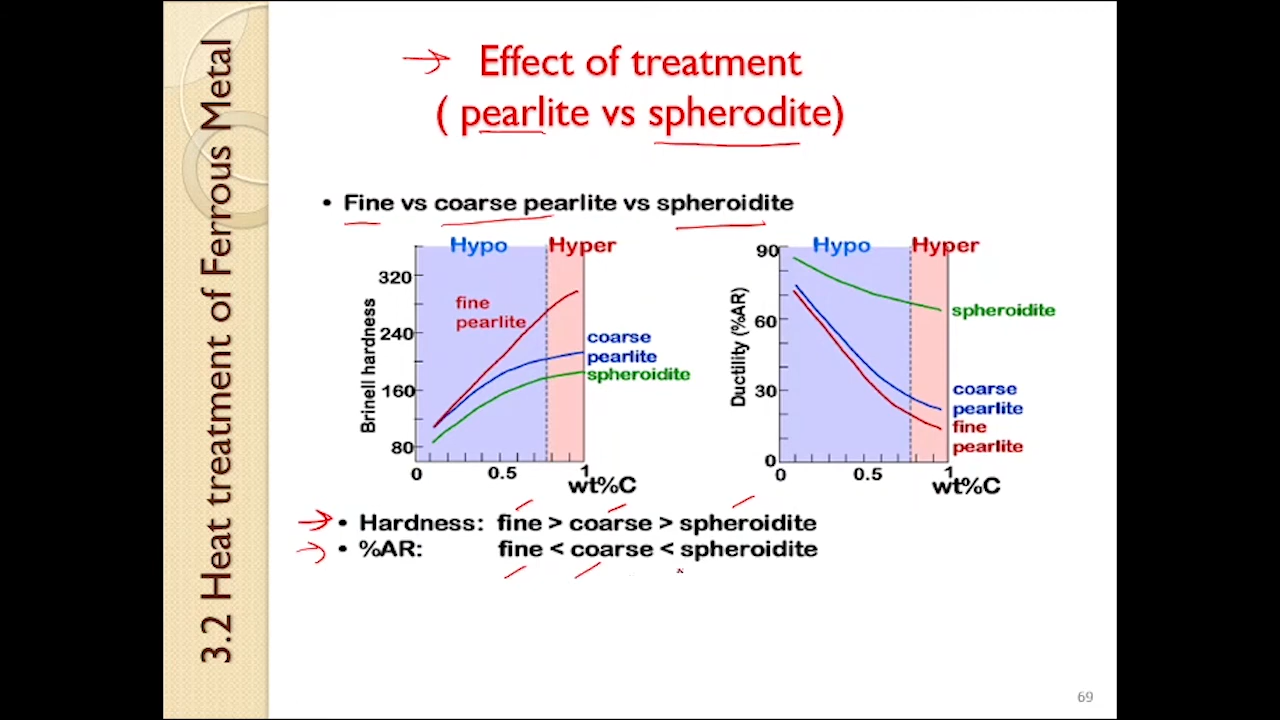 3.2 Heat treatment of Ferrous Metal
Effect of treatment
( pearlite vs spherodite)
• Fine vs coarse pearlite vs spheroidite
Hypo Hyper
320
240
160
80
Brinell hardness
fine
pearlite
coarse
pearlite
spheroidite
0 0.5 1
wt%C
Hypo Hyper
90
60
30
0
Ductility (%AR)
spheroidite
coarse
pearlite
fine
pearlite
0 0.5 1
wt%C
• Hardness: fine > coarse > spheroidite
• %AR: fine < coarse < spheroidite
69